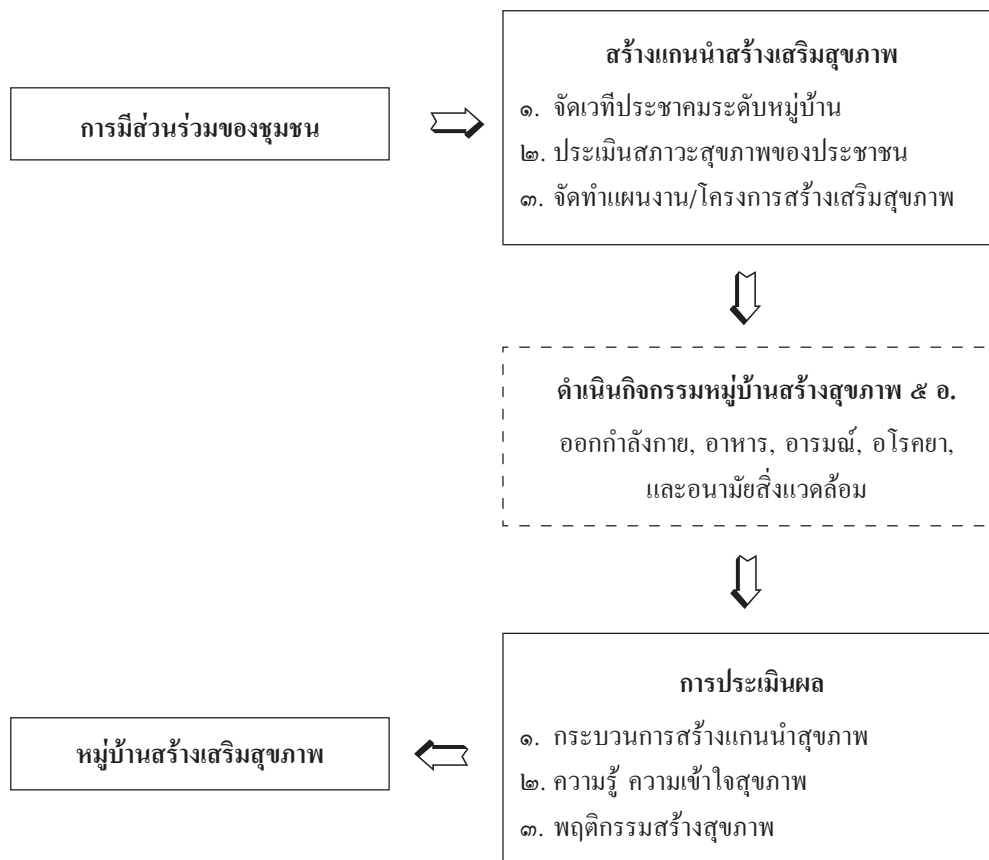 การมีส่วนร่วมของชุมชน
สร้างแกนนำสร้างเสริมสุขภาพ
๑. จัดเวทีประชาคมระดับหมู่บ้าน
๒. ประเมินสภาวะสุขภาพของประชาชน
๓. จัดทำแผนงาน/โครงการสร้างเสริมสุขภาพ
ดำเนินกิจกรรมหมู่บ้านสร้างสุขภาพ ๕ อ.
ออกกำลังกาย, อาหาร, อารมณ์, อโรคยา,
และอนามัยสิ่งแวดล้อม
การประเมินผล
๑. กระบวนการสร้างแกนนำสุขภาพ
๒. ความรู้ ความเข้าใจสุขภาพ
๓. พฤติกรรมสร้างสุขภาพ
หมู่บ้านสร้างเสริมสุขภาพ